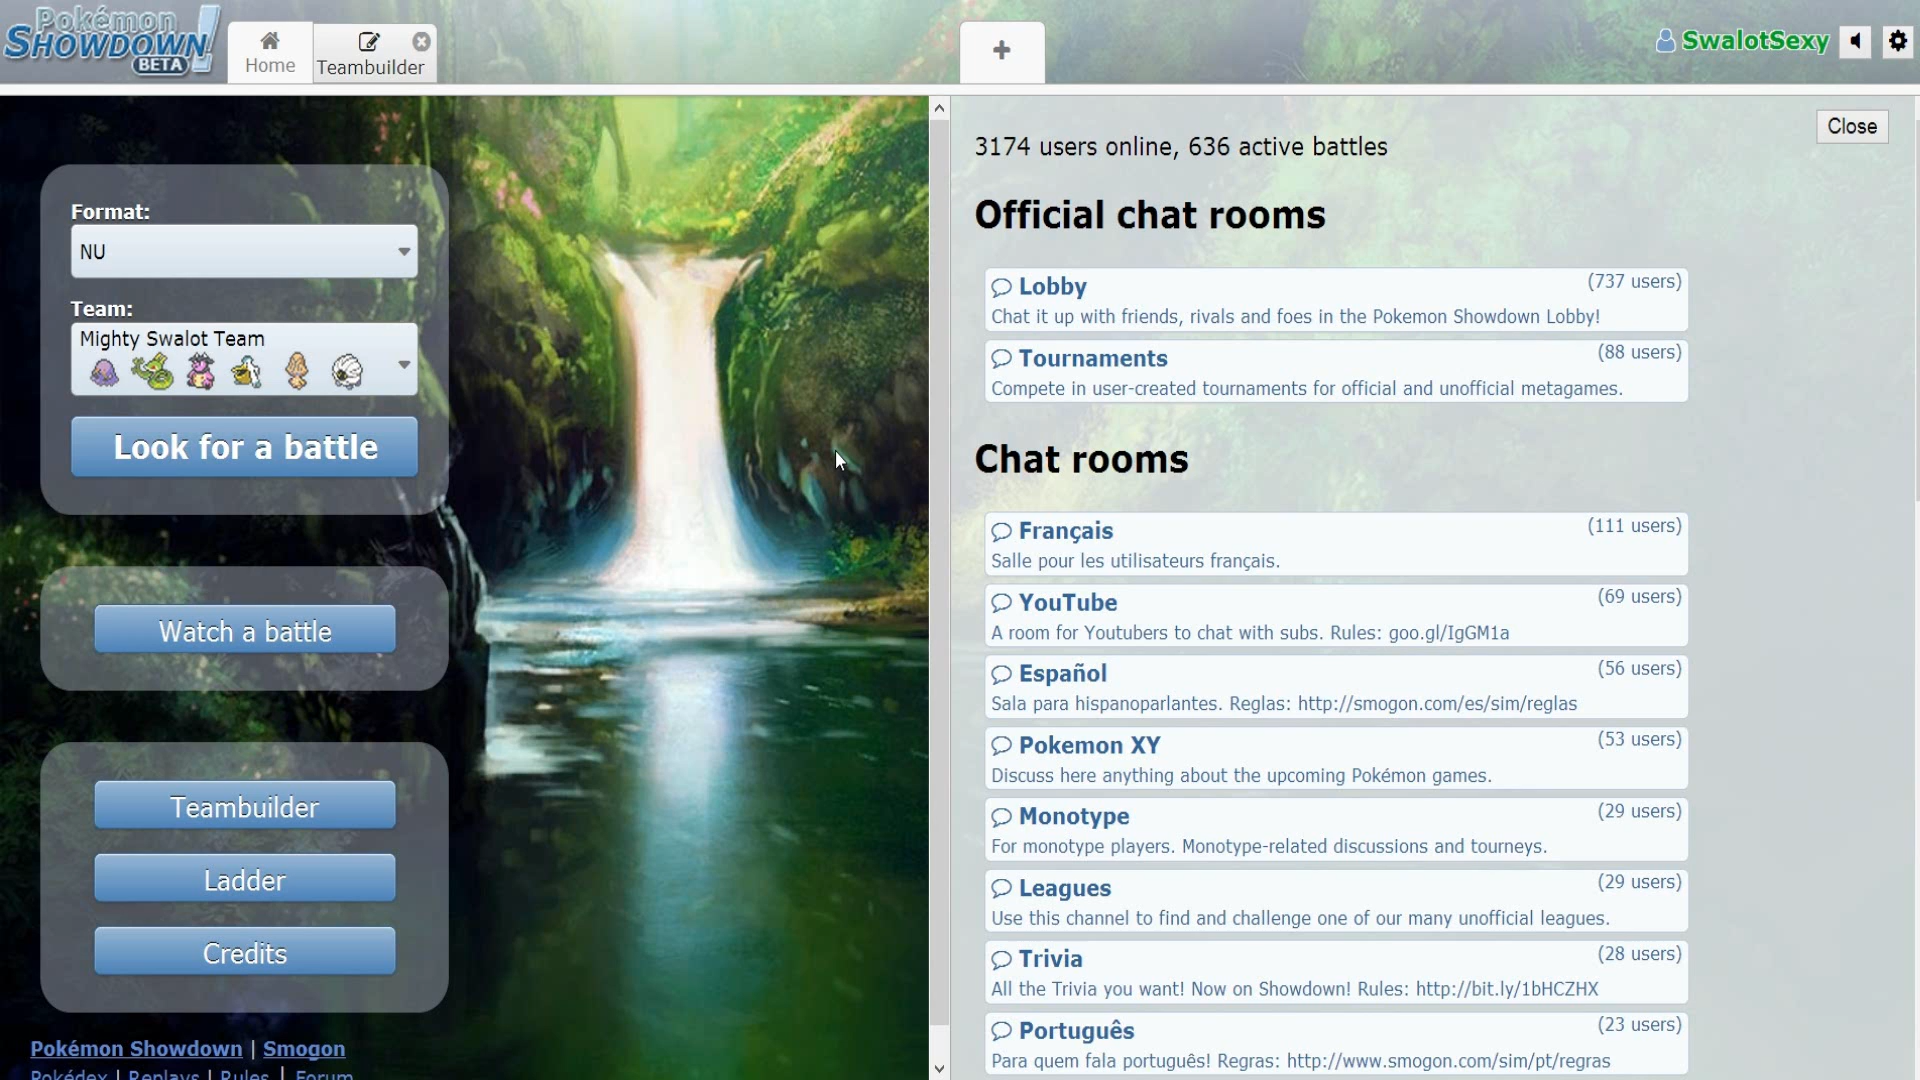 Pokémon
SHOWDOWN!
BETA
Home
Teambuilder
SwalotSexy
Format:
NU
Team:
Mighty Swalot Team
Look for a battle
Watch a battle
Teambuilder
Ladder
Credits
Pokémon Showdown | Smogon
Pokédex | Replays | Rules | Forum
Close
3174 users online, 636 active battles
Official chat rooms
Lobby (737 users)
Chat it up with friends, rivals and foes in the Pokemon Showdown Lobby!
Tournaments (88 users)
Compete in user-created tournaments for official and unofficial metagames.
Chat rooms
Français (111 users)
Salle pour les utilisateurs français.
YouTube (69 users)
A room for Youtubers to chat with subs. Rules: goo.gl/IgGM1a
Español (56 users)
Sala para hispanoparlantes. Reglas: http://smogon.com/es/sim/reglas
Pokemon XY (53 users)
Discuss here anything about the upcoming Pokémon games.
Monotype (29 users)
For monotype players. Monotype-related discussions and tourneys.
Leagues (29 users)
Use this channel to find and challenge one of our many unofficial leagues.
Trivia (28 users)
All the Trivia you want! Now on Showdown! Rules: http://bit.ly/1bHCZHX
Português (23 users)
Para quem fala português! Regras: http://www.smogon.com/sim/pt/regras